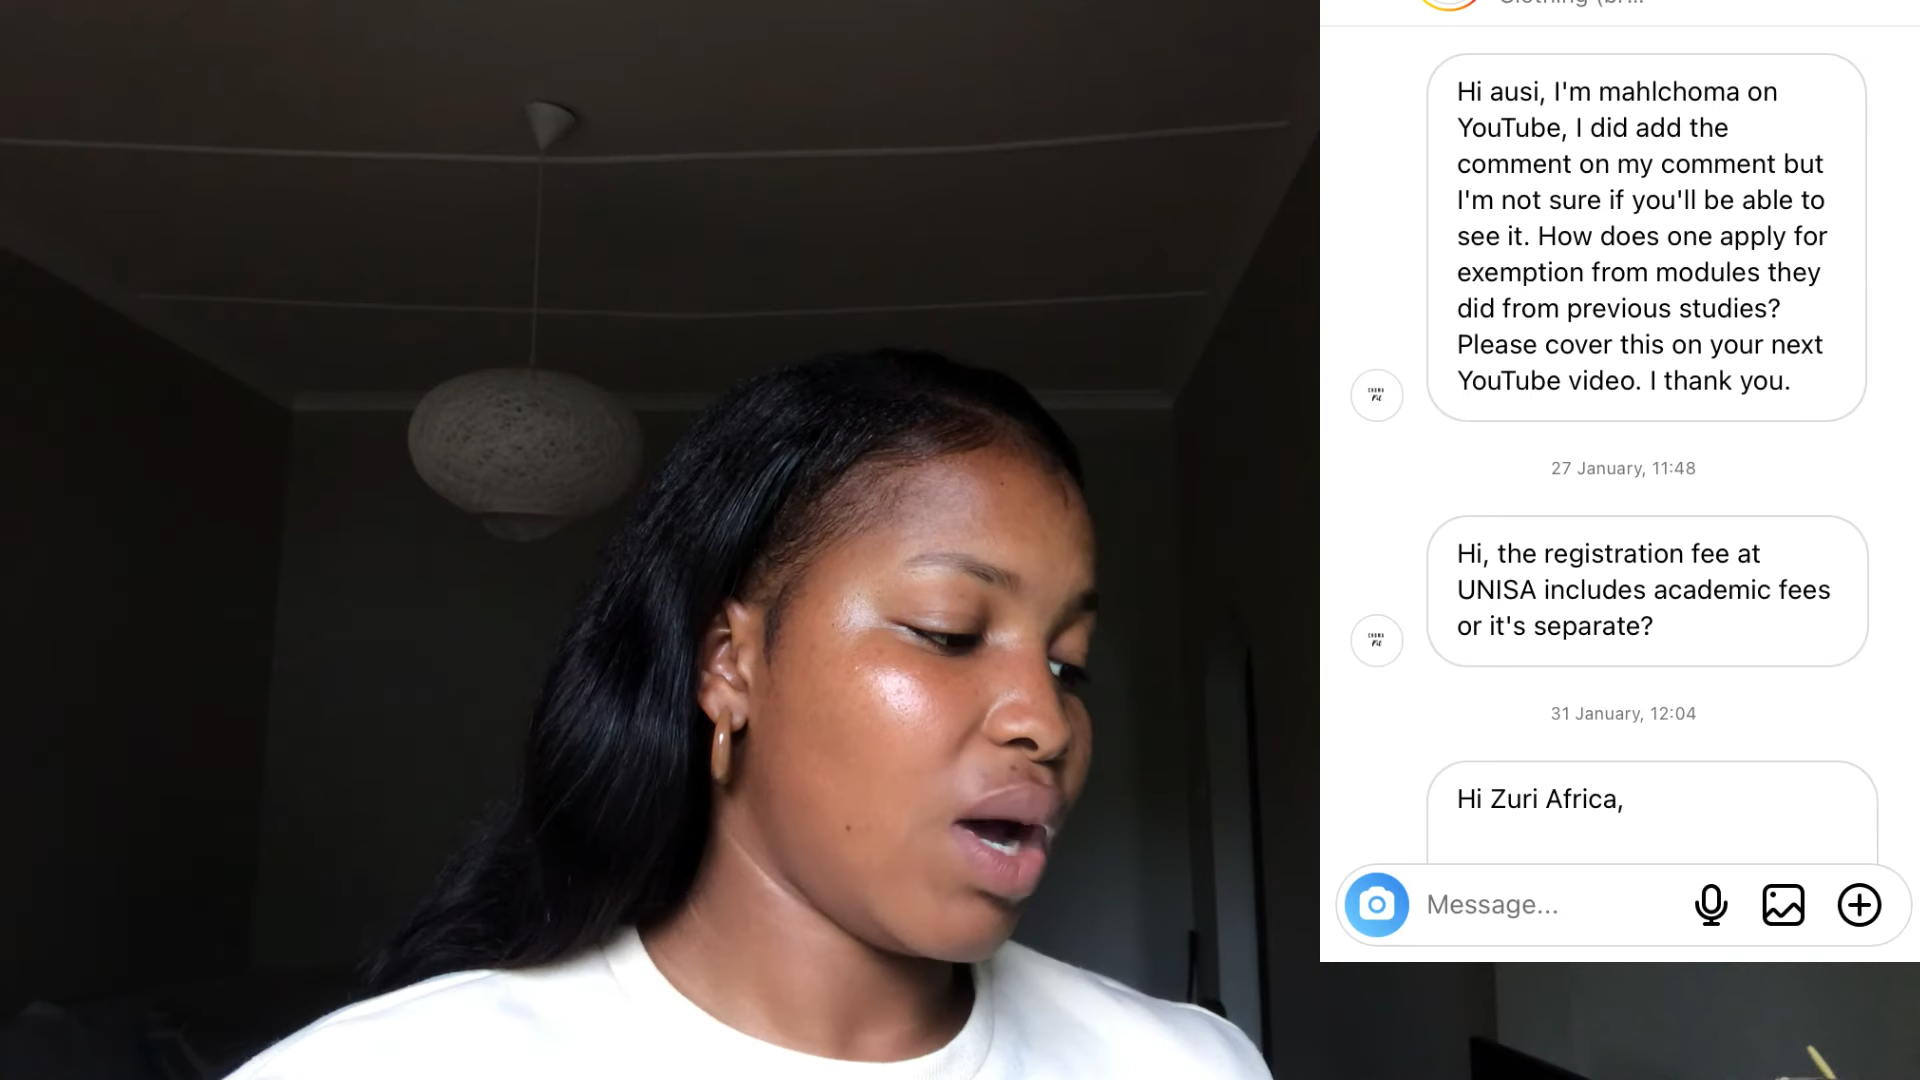 Hi ausi, I'm mahlchoma on
YouTube, I did add the
comment on my comment but
I'm not sure if you'll be able to
see it. How does one apply for
exemption from modules they
did from previous studies?
Please cover this on your next
YouTube video. I thank you.
27 January, 11:48
Hi, the registration fee at
UNISA includes academic fees
or it's separate?
31 January, 12:04
Hi Zuri Africa,
Message...